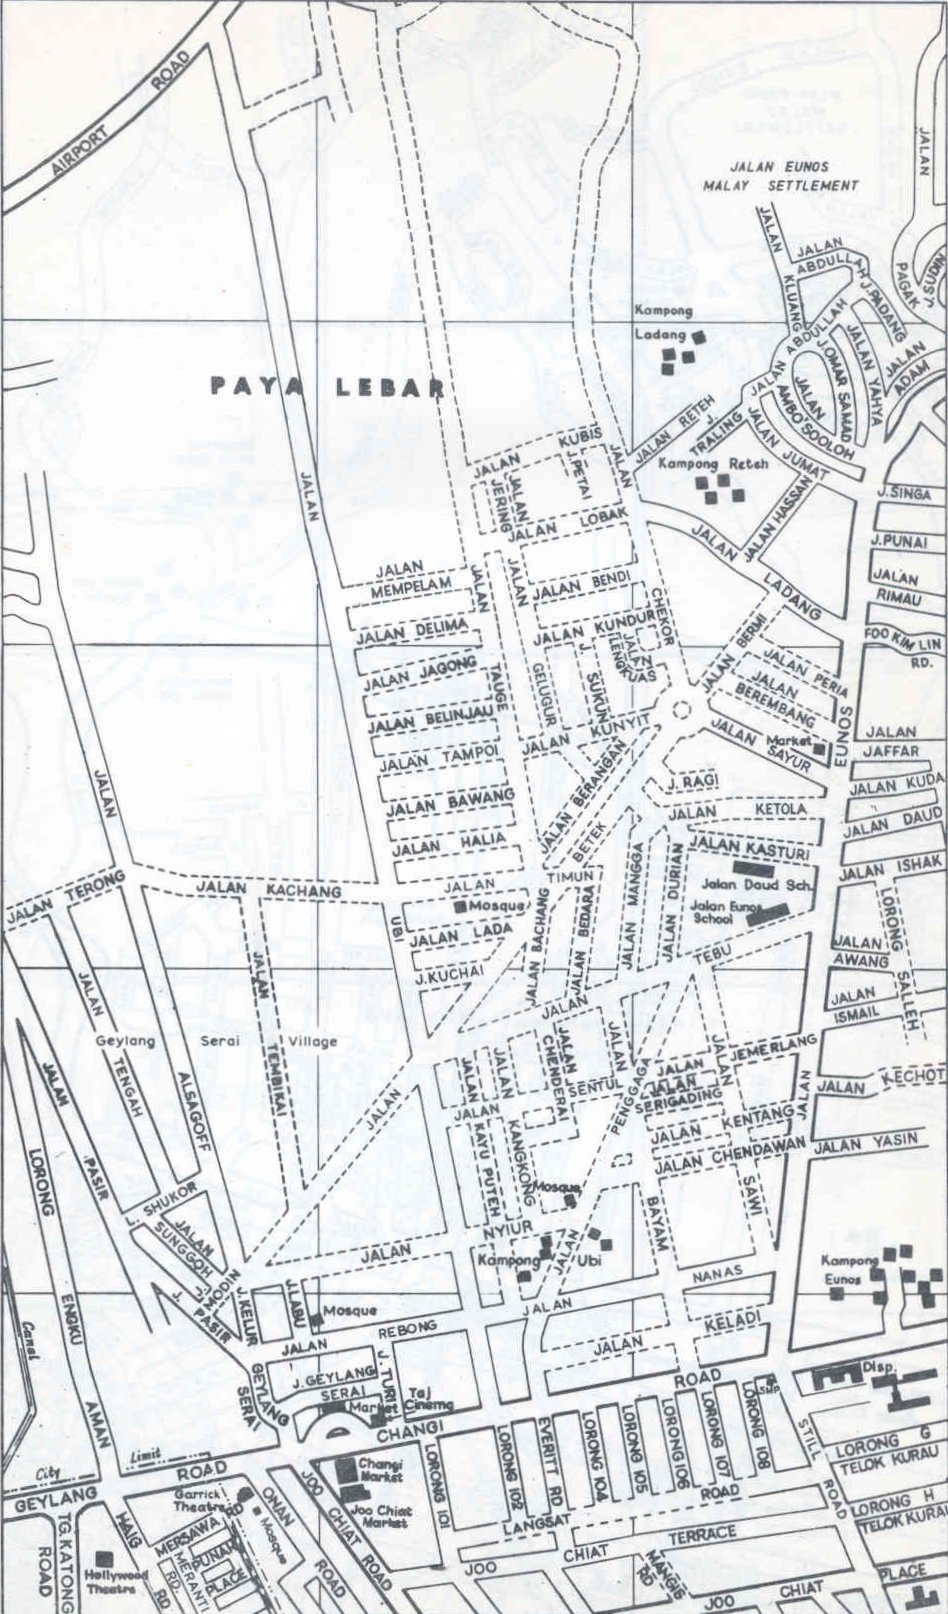 AIRPORT ROAD
JALAN EUNOS
MALAY SETTLEMENT
JALAN
JALAN
KLUANG
JALAN
ABDULLAH
J. PADANG
PAGAK
J. SUDIN
Kampong
Ladang
JALAN ABDULLAH
J. OMAR SAMAD
JALAN YAHYA
JALAN
ADAM
JALAN
AMBO'SOOLOH
PAYA LEBAR
JALAN RETEH
J.
TRALING
JALAN JUMAT
Kampong Reteh
JALAN HASSAN
JALAN KUBIS
J. PETAI
JALAN
JALAN
JERING
JALAN
JALAN LOBAK
JALAN LADANG
J. SINGA
J. PUNAI
JALAN
RIMAU
FOO KIM LIN
RD.
JALAN
JALAN
MEMPELAM
JALAN
JALAN
JALAN BENDI
CHEKOR
JALAN DELIMA
JALAN KUNDUR
JALAN
LENGKUAS
JALAN BERMI
JALAN PERIA
JALAN
BEREMBANG
JALAN JAGONG
TAUGE
GELUGUR
J.
SUKUN
JALAN BELINJAU
JALAN KUNYIT
JALAN SAYUR
Market
EUNOS
JALAN
JAFFAR
JALAN TAMPOI
JALAN BERANGAN
J. RAGI
JALAN KUDA
JALAN BAWANG
JALAN KETOLA
JALAN DAUD
JALAN
JALAN HALIA
BETEK
JALAN MANGGA
JALAN DURIAN
JALAN KASTURI
JALAN ISHAK
JALAN TERONG
JALAN KACHANG
JALAN
TIMUN
Jalan Daud Sch.
Mosque
Jalan Eunos
School
UBI
JALAN LADA
JALAN BACHANG
JALAN BEDARA
LORONG SALLEH
J. KUCHAI
TEBU
JALAN
AWANG
JALAN
TENGAH
JALAN
TEMBIKAI
JALAN
JALAN
ISMAIL
Geylang Serai Village
JALAN
CHENDERAI
JALAN
SENTUL
PENGGAGA
JALAN
JEMERLANG
JALAN
JALAN
SERIGADING
JALAN
JALAN
JALAN KECHOT
JALAN
PASIR
ALSAGOFF
JALAN
JALAN
JALAN
KAYU PUTEH
KANGKONG
JALAN
JALAN KENTANG
JALAN CHENDAWAN
JALAN YASIN
LORONG
SHUKOR
JALAN
SUNGGOH
Mosque
BAYAM
SAWI
NYIUR
JALAN
Kampong Ubi
JALAN
NANAS
JALAN
Kampong
Eunos
J. MODIN
J.
PASIR
J. KELUR
J. LABU
Mosque
JALAN REBONG
JALAN
KELADI
ENGKU
Canal
GEYLANG
SERAI
J. GEYLANG
SERAI
J. TURI
Market
Taj
Cinema
CHANGI
ROAD
Disp.
AMAN
LORONG 101
LORONG 102
EVERITT RD
LORONG 104
LORONG 105
LORONG 106
LORONG 107
LORONG 108
STILL
ROAD
LORONG G
TELOK KURAU
City
Limit
GEYLANG
ROAD
Changi
Market
Joo Chiat
Market
Garrick
Theatre
Mosque
LANGSAT
ROAD
LORONG H
TELOK KURAU
TG. KATONG
ROAD
HAIG
RD
MERSAWA RD
MERANTI
RD.
PUNAH
PLACE
ONAN
ROAD
JOO
CHIAT
ROAD
JOO
CHIAT
TERRACE
MANGIS
RD
Hollywood
Theatre
JOO
CHIAT
PLACE